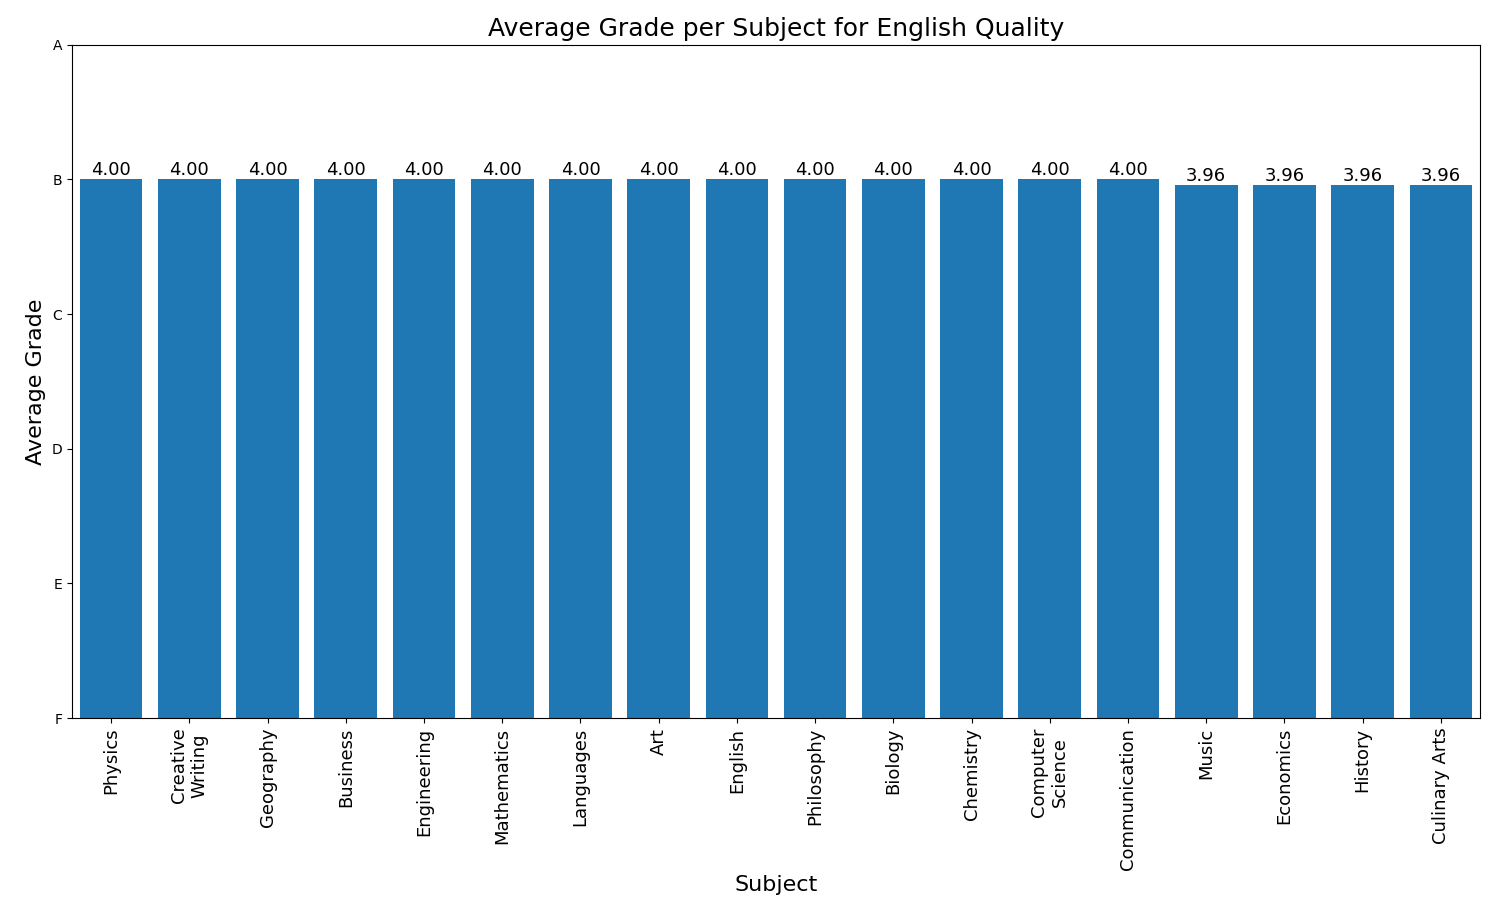 Average Grade per Subject for English Quality
Average Grade
A
B
C
D
E
F
4.00
4.00
4.00
4.00
4.00
4.00
4.00
4.00
4.00
4.00
4.00
4.00
4.00
4.00
3.96
3.96
3.96
3.96
Physics
Creative
Writing
Geography
Business
Engineering
Mathematics
Languages
Art
English
Philosophy
Biology
Chemistry
Computer
Science
Communication
Music
Economics
History
Culinary Arts
Subject